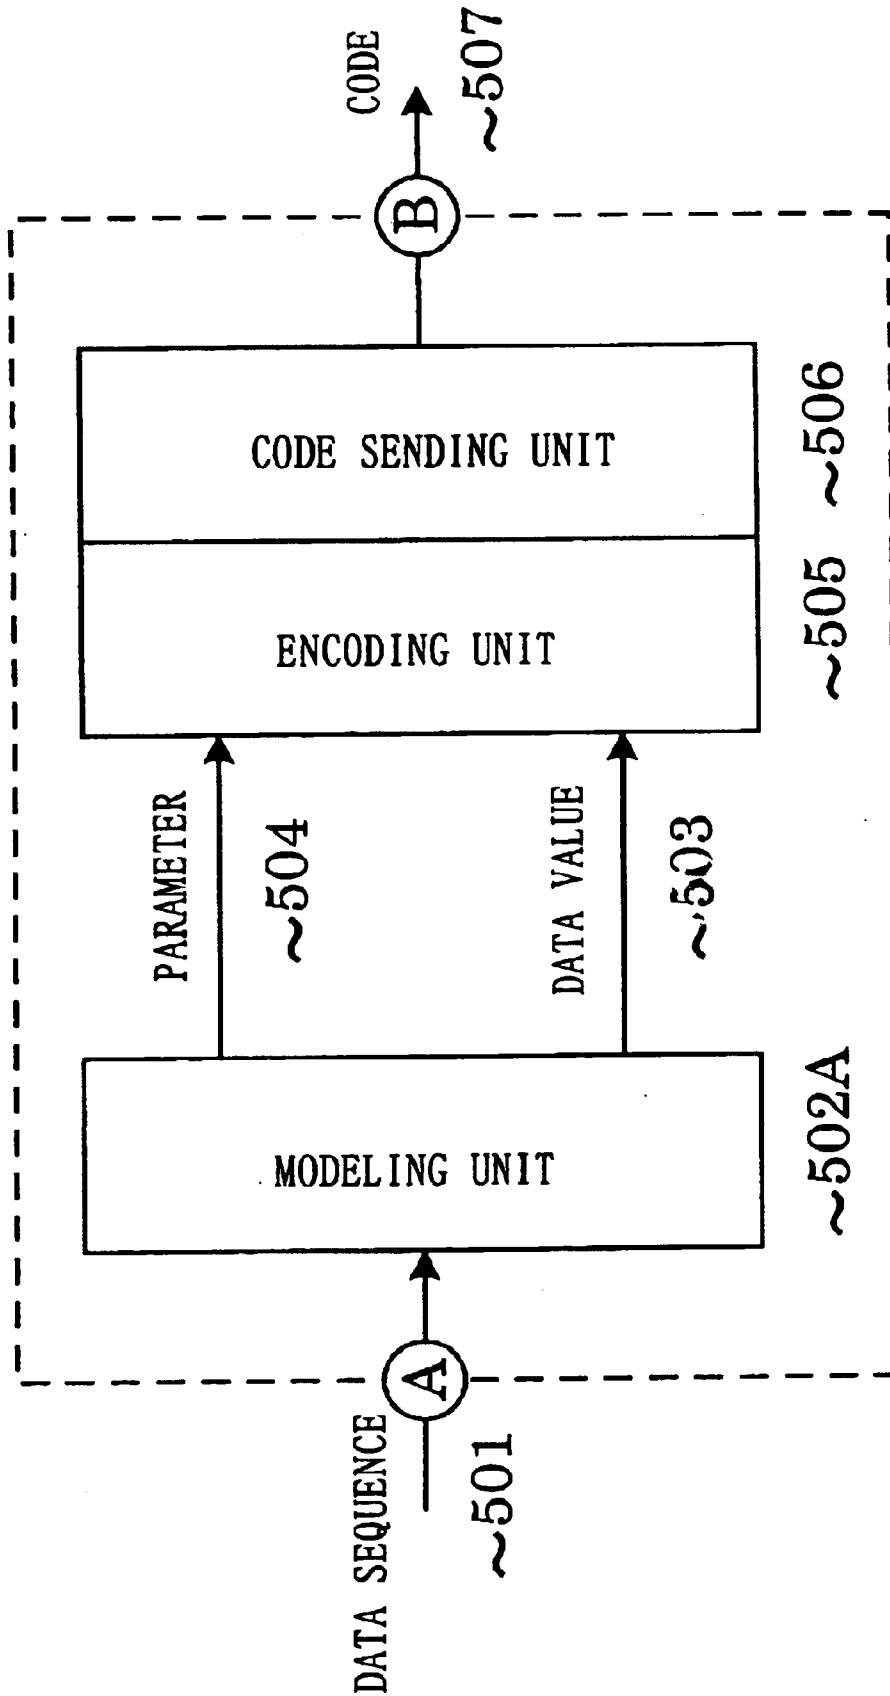 DATA SEQUENCE
~501
A
MODELING UNIT
~502A
PARAMETER
~504
DATA VALUE
~503
ENCODING UNIT
~505
CODE SENDING UNIT
~506
B
CODE
~507